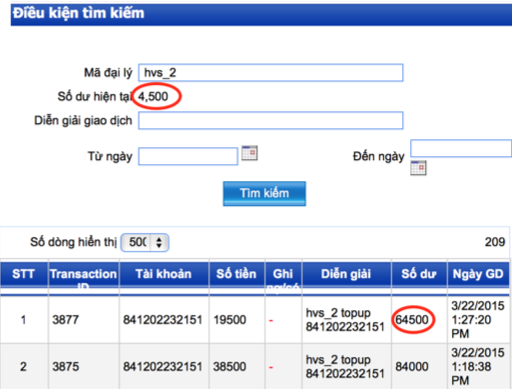 Điều kiện tìm kiếm
Mã đại lý hvs_2
Số dư hiện tại 4,500
Diễn giải giao dịch
Từ ngày Đến ngày
Tìm kiếm
Số dòng hiển thị 500 209
STT Transaction ID Tài khoản Số tiền Ghi nợ/có Diễn giải Số dư Ngày GD
1 3877 841202232151 19500 - hvs_2 topup 841202232151 64500 3/22/2015 1:27:20 PM
2 3875 841202232151 38500 - hvs_2 topup 841202232151 84000 3/22/2015 1:18:38 PM